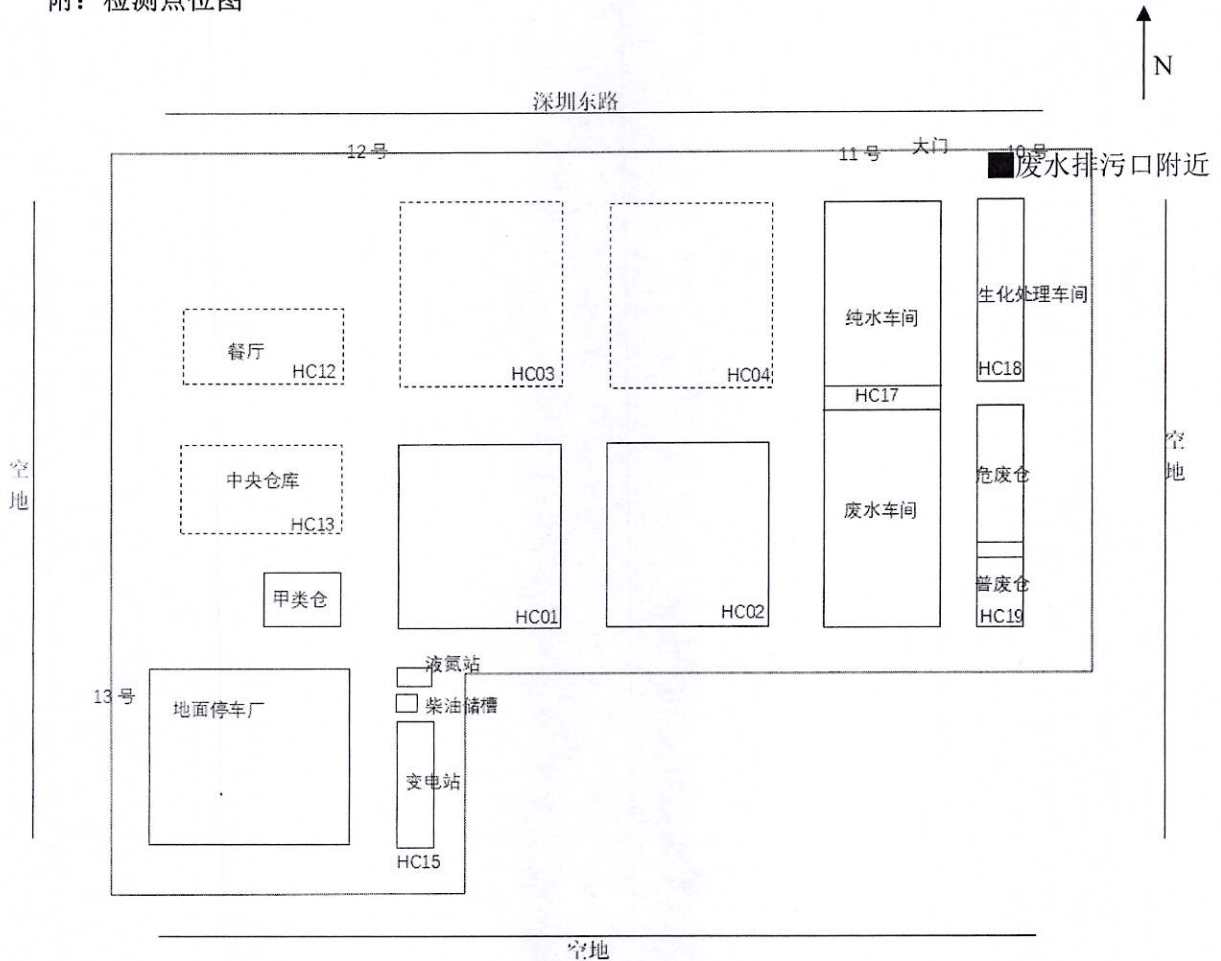 附：检测点位图
N
深圳东路
12号
11号
大门
10号
废水排污口附近
餐厅
HC12
HC03
HC04
纯水车间
HC17
生化处理车间
HC18
空地
中央仓库
HC13
甲类仓
HC01
HC02
废水车间
危废仓
普废仓
HC19
空地
13号
地面停车厂
液氮站
柴油储槽
变电站
HC15
空地